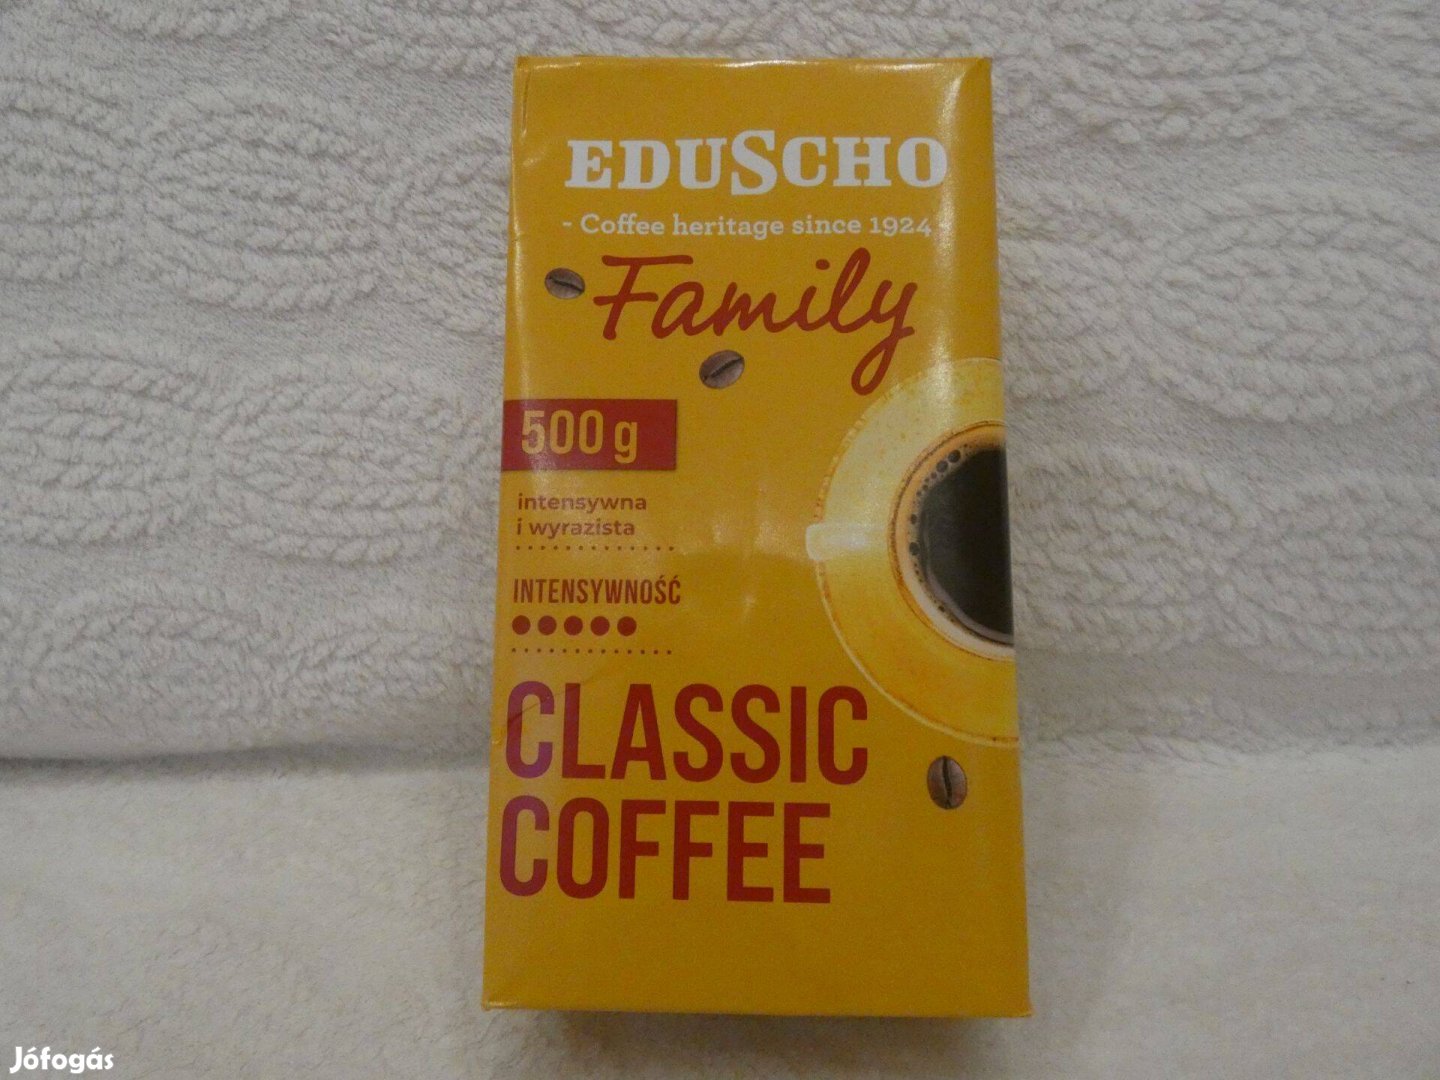 EDUSCHO
- Coffee heritage since 1924
Family
500 g
intensywna
i wyrazista
INTENSYWNOŚĆ
CLASSIC
COFFEE
Jófogás